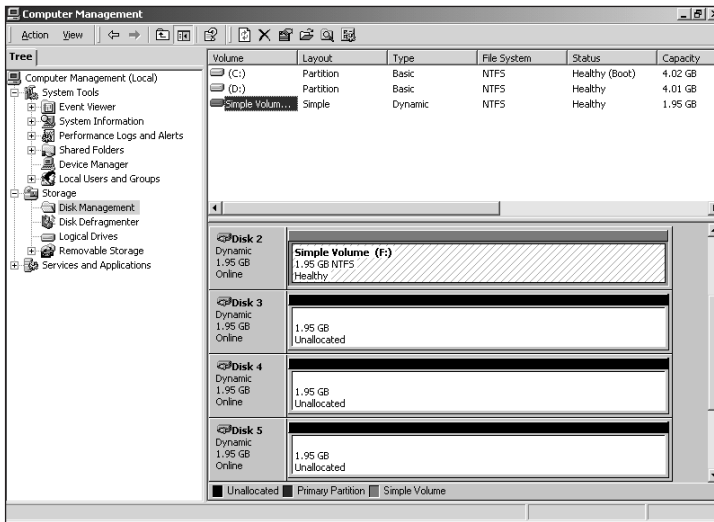 Computer Management
Action View
Tree
Computer Management (Local)
System Tools
Event Viewer
System Information
Performance Logs and Alerts
Shared Folders
Device Manager
Local Users and Groups
Storage
Disk Management
Disk Defragmenter
Logical Drives
Removable Storage
Services and Applications
Volume Layout Type File System Status Capacity
(C:) Partition Basic NTFS Healthy (Boot) 4.02 GB
(D:) Partition Basic NTFS Healthy 4.01 GB
Simple Volum... Simple Dynamic NTFS Healthy 1.95 GB
Disk 2
Dynamic
1.95 GB
Online
Simple Volume (F:)
1.95 GB NTFS
Healthy
Disk 3
Dynamic
1.95 GB
Online
1.95 GB
Unallocated
Disk 4
Dynamic
1.95 GB
Online
1.95 GB
Unallocated
Disk 5
Dynamic
1.95 GB
Online
1.95 GB
Unallocated
Unallocated Primary Partition Simple Volume